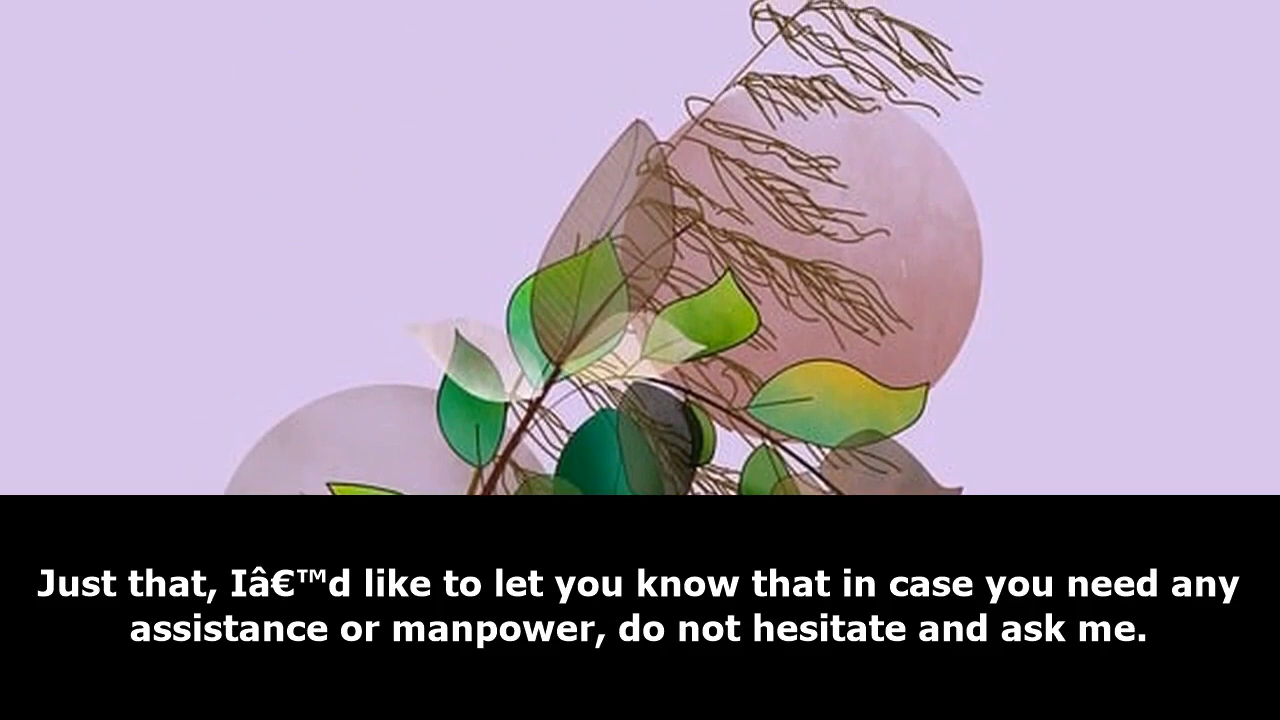 Just that, Iâ€™d like to let you know that in case you need any
assistance or manpower, do not hesitate and ask me.